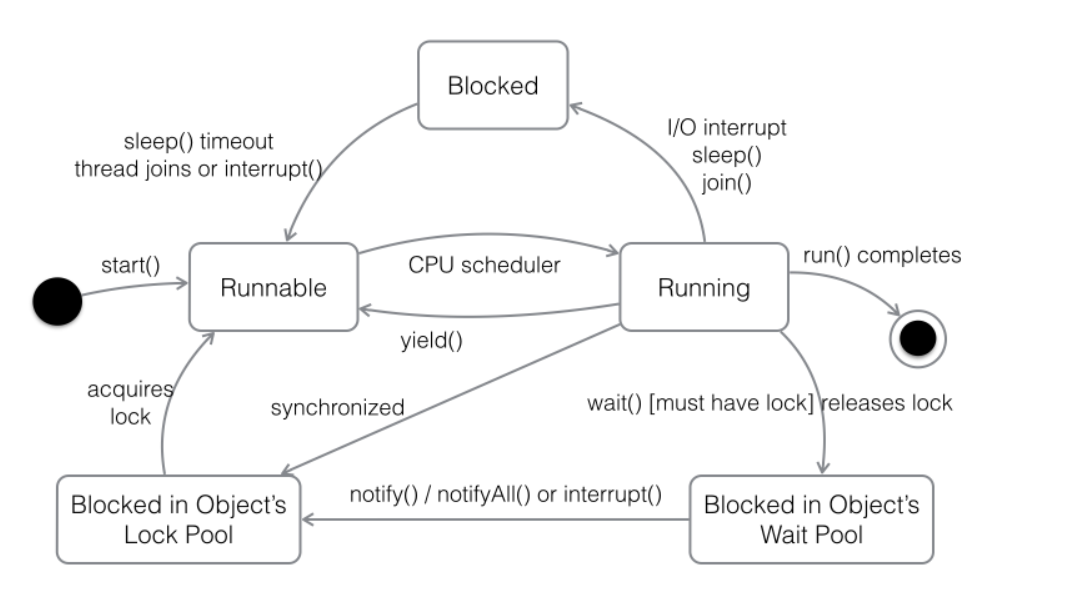 Blocked
sleep() timeout
thread joins or interrupt()
I/O interrupt
sleep()
join()
start()
Runnable
CPU scheduler
yield()
Running
run() completes
acquires
lock
synchronized
wait() [must have lock] releases lock
Blocked in Object’s
Lock Pool
notify() / notifyAll() or interrupt()
Blocked in Object’s
Wait Pool